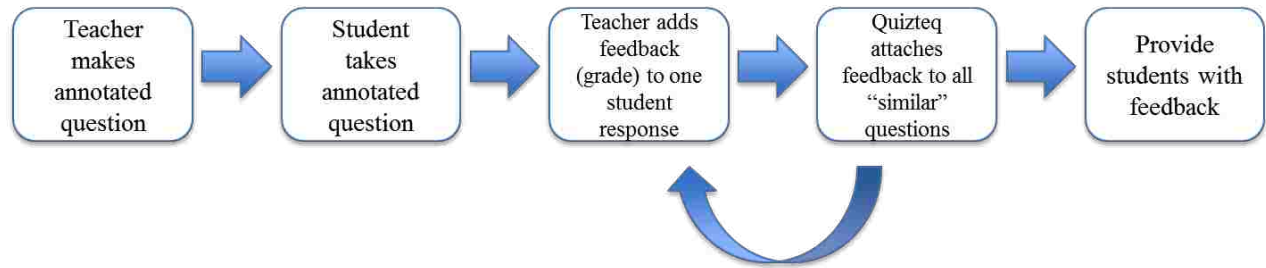 Teacher
makes
annotated
question
Student
takes
annotated
question
Teacher adds
feedback
(grade) to one
student
response
Quizteq
attaches
feedback to all
“similar”
questions
Provide
students with
feedback